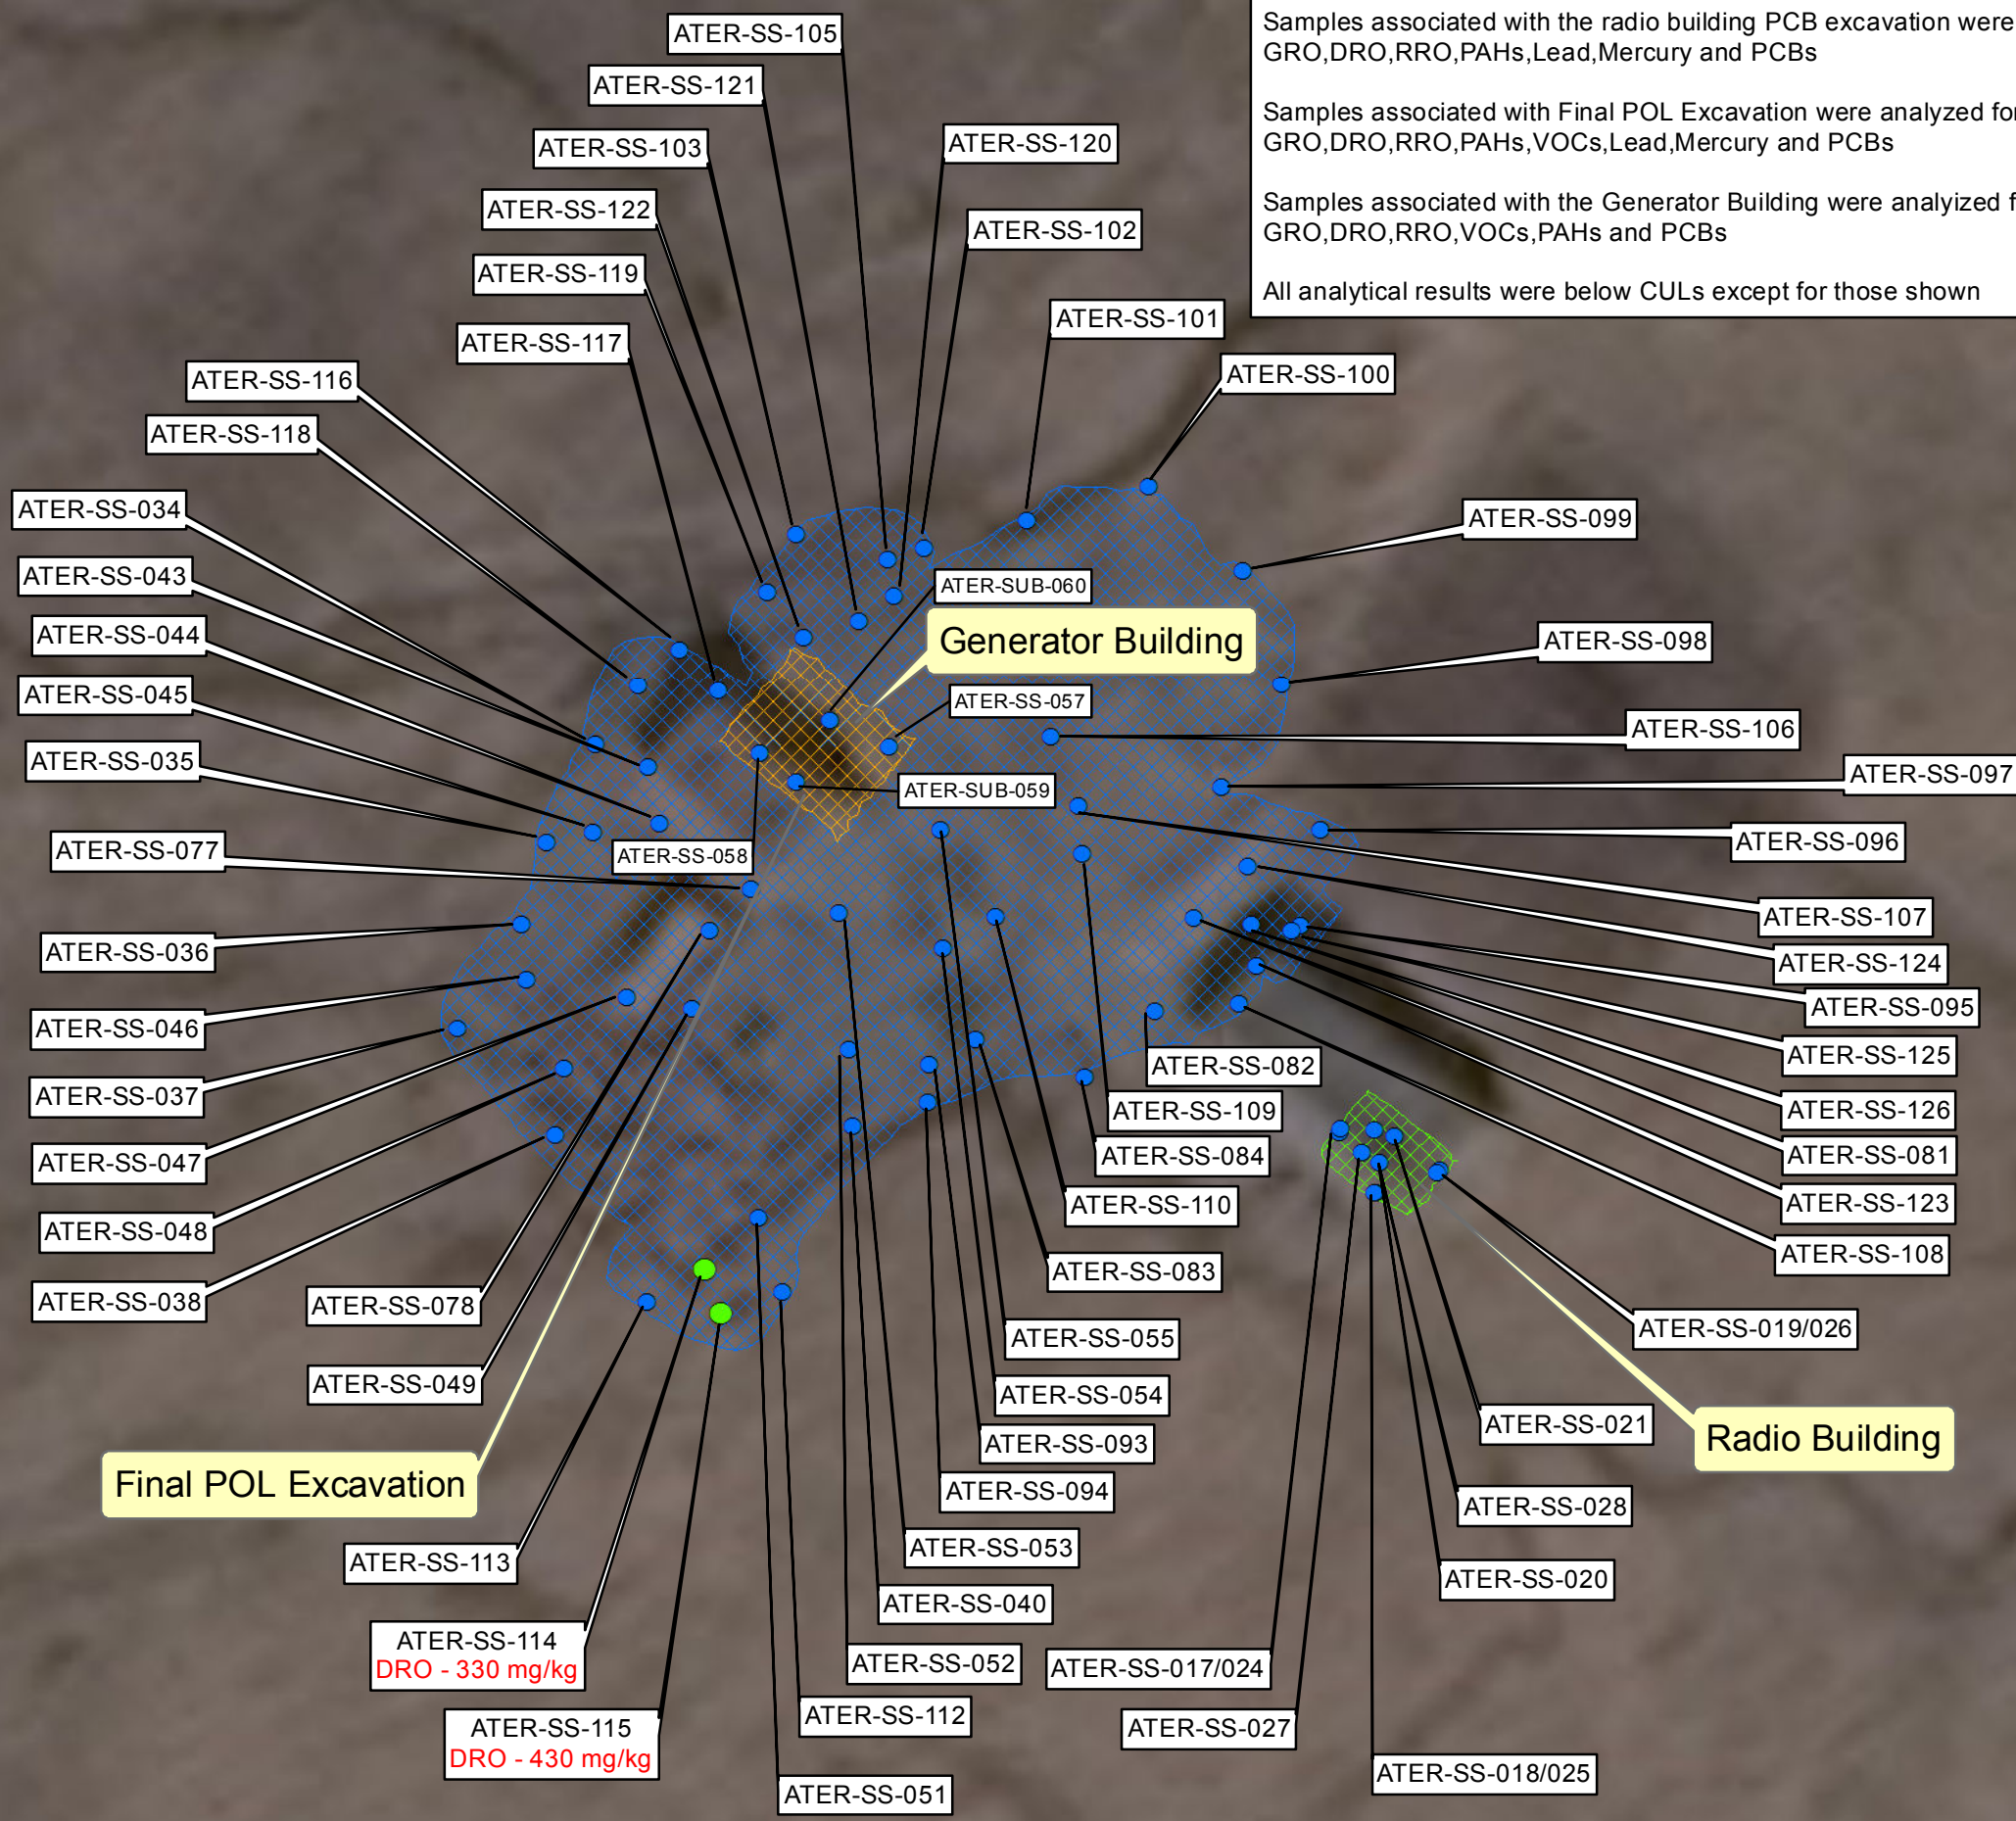 Samples associated with the radio building PCB excavation were
GRO,DRO,RRO,PAHs,Lead,Mercury and PCBs
Samples associated with Final POL Excavation were analyzed for
GRO,DRO,RRO,PAHs,VOCs,Lead,Mercury and PCBs
Samples associated with the Generator Building were analyized f
GRO,DRO,RRO,VOCs,PAHs and PCBs
All analytical results were below CULs except for those shown
ATER-SS-105
ATER-SS-121
ATER-SS-103
ATER-SS-120
ATER-SS-122
ATER-SS-102
ATER-SS-119
ATER-SS-101
ATER-SS-117
ATER-SS-100
ATER-SS-116
ATER-SS-118
ATER-SS-034
ATER-SS-099
ATER-SS-043
ATER-SUB-060
ATER-SS-044
Generator Building
ATER-SS-098
ATER-SS-045
ATER-SS-057
ATER-SS-106
ATER-SS-035
ATER-SS-097
ATER-SUB-059
ATER-SS-077
ATER-SS-058
ATER-SS-096
ATER-SS-107
ATER-SS-036
ATER-SS-124
ATER-SS-095
ATER-SS-046
ATER-SS-125
ATER-SS-082
ATER-SS-037
ATER-SS-109
ATER-SS-126
ATER-SS-084
ATER-SS-081
ATER-SS-047
ATER-SS-110
ATER-SS-123
ATER-SS-048
ATER-SS-108
ATER-SS-083
ATER-SS-038
ATER-SS-078
ATER-SS-055
ATER-SS-019/026
ATER-SS-049
ATER-SS-054
ATER-SS-021
ATER-SS-093
Radio Building
Final POL Excavation
ATER-SS-094
ATER-SS-028
ATER-SS-113
ATER-SS-053
ATER-SS-020
ATER-SS-040
ATER-SS-114
DRO - 330 mg/kg
ATER-SS-052
ATER-SS-017/024
ATER-SS-115
DRO - 430 mg/kg
ATER-SS-112
ATER-SS-027
ATER-SS-051
ATER-SS-018/025